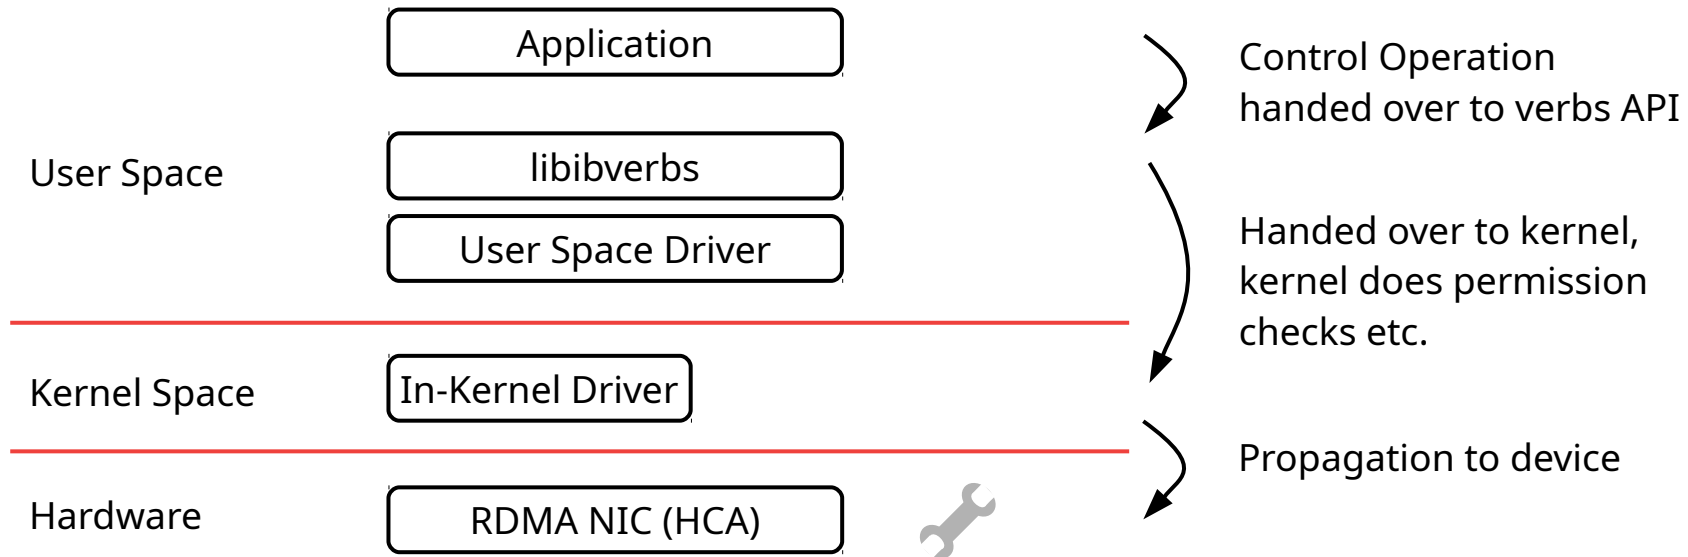 Application
Control Operation
handed over to verbs API
User Space
libibverbs
User Space Driver
Handed over to kernel,
kernel does permission
checks etc.
Kernel Space
In-Kernel Driver
Propagation to device
Hardware
RDMA NIC (HCA)